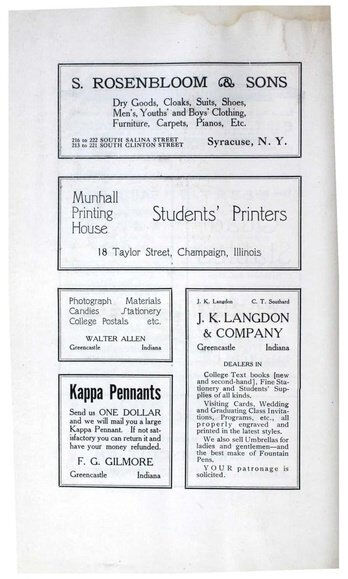 S. ROSENBLOOM & SONS
Dry Goods, Cloaks, Suits, Shoes,
Men's, Youths' and Boys' Clothing,
Furniture, Carpets, Pianos, Etc.
216 to 222 SOUTH SALINA STREET
213 to 221 SOUTH CLINTON STREET
Syracuse, N. Y.
Munhall
Printing
House
Students' Printers
18 Taylor Street, Champaign, Illinois
Photograph Materials
Candies Stationery
College Postals etc.
WALTER ALLEN
Greencastle Indiana
Kappa Pennants
Send us ONE DOLLAR
and we will mail you a large
Kappa Pennant. If not sat-
isfactory you can return it and
have your money refunded.
F. G. GILMORE
Greencastle Indiana
J. K. Langdon C. T. Southard
J. K. LANGDON
& COMPANY
Greencastle Indiana
DEALERS IN
College Text books [new
and second-hand], Fine Sta-
tionery and Students' Sup-
plies of all kinds.
Visiting Cards, Wedding
and Graduating Class Invita-
tions, Programs, etc., all
properly engraved and
printed in the latest styles.
We also sell Umbrellas for
ladies and gentlemen—and
the best make of Fountain
Pens.
YOUR patronage is
solicited.